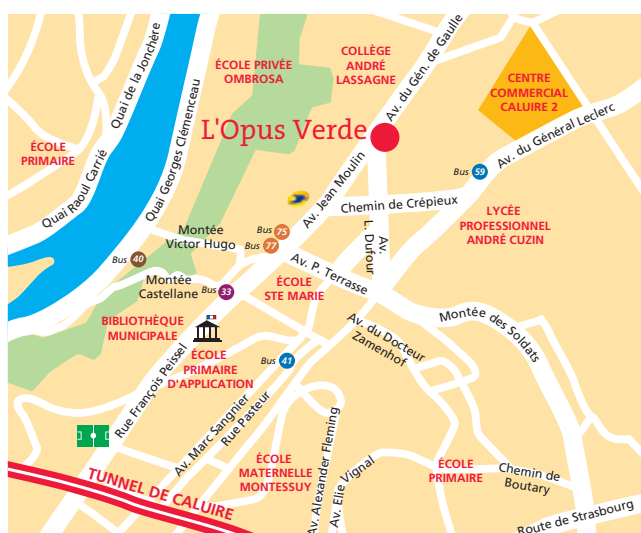 Quai de la Jonchère
ÉCOLE PRIVÉE
OMBROSA
COLLÈGE
ANDRÉ
LASSAGNE
Av. du Gén. de Gaulle
CENTRE
COMMERCIAL
CALUIRE 2
L'Opus Verde
Av. du Général Leclerc
ÉCOLE
PRIMAIRE
Quai Raoul Carrié
Quai Georges Clémenceau
Av. Jean Moulin
Bus 59
Chemin de Crépieux
LYCÉE
PROFESSIONNEL
ANDRÉ CUZIN
Montée
Victor Hugo
Bus 75
Bus 77
Av.
L. Dufour
Bus 40
Av. P. Terrasse
Montée
Castellane
Bus 33
ÉCOLE
STE MARIE
Montée des Soldats
BIBLIOTHÈQUE
MUNICIPALE
Av. du Docteur
Zamenhof
ÉCOLE
PRIMAIRE
D'APPLICATION
Bus 41
Rue François Peissel
Av. Marc Sangnier
Rue Pasteur
ÉCOLE
MATERNELLE
MONTESSUY
Av. Alexander Fleming
Av. Elie Vignal
ÉCOLE
PRIMAIRE
Chemin de
Boutary
TUNNEL DE CALUIRE
Route de Strasbourg